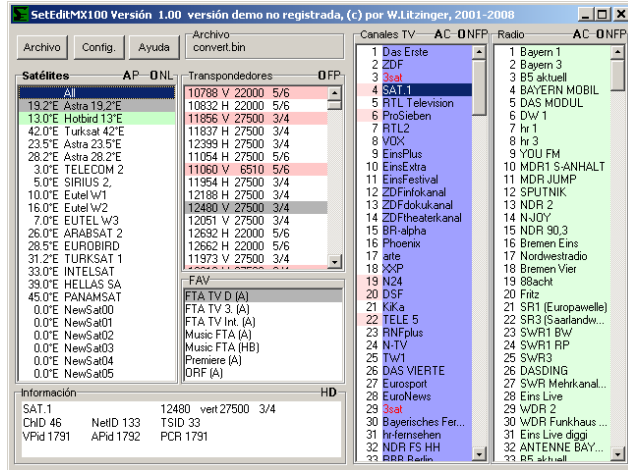 SetEditMX100 Versión 1.00 versión demo no registrada, (c) por W.Litzinger, 2001-2008
Archivo
Config.
Ayuda
Archivo
convert.bin
Satélites A P - O N L
All
19.2°E Astra 19,2°E
13.0°E Hotbird 13°E
42.0°E Turksat 42°E
23.5°E Astra 23.5°E
28.2°E Astra 28.2°E
3.0°E TELECOM 2
5.0°E SIRIUS 2,
10.0°E Eutel W1
16.0°E Eutel W2
7.0°E EUTEL W3
26.0°E ARABSAT 2
28.5°E EUROBIRD
31.2°E TURKSAT 1
33.0°E INTELSAT
39.0°E HELLAS SA
45.0°E PANAMSAT
0.0°E NewSat00
0.0°E NewSat01
0.0°E NewSat02
0.0°E NewSat03
0.0°E NewSat04
0.0°E NewSat05
Transpondedores O F P
10788 V 22000 5/6
10832 H 22000 5/6
11856 V 27500 3/4
11837 H 27500 3/4
12399 H 27500 3/4
11054 H 27500 5/6
11060 V 6510 5/6
11954 H 27500 3/4
12188 H 27500 3/4
12480 V 27500 3/4
12051 V 27500 3/4
12692 H 22000 5/6
12662 H 22000 5/6
11973 V 27500 3/4
FAV
FTA TV D (A)
FTA TV 3. (A)
FTA TV Int. (A)
Music FTA (A)
Music FTA (HB)
Premiere (A)
ORF (A)
Información H D -
SAT.1 12480 vert 27500 3/4
ChID 46 NetID 133 TSID 33
VPid 1791 APid 1792 PCR 1791
Canales TV A C - O N F P
1 Das Erste
2 ZDF
3 3sat
4 SAT.1
5 RTL Television
6 ProSieben
7 RTL2
8 VOX
9 EinsPlus
10 EinsExtra
11 EinsFestival
12 ZDFinfokanal
13 ZDFdokukanal
14 ZDFtheaterkanal
15 BR-alpha
16 Phoenix
17 arte
18 XXP
19 N24
20 DSF
21 KiKa
22 TELE 5
23 RNFplus
24 N-TV
25 TW1
26 DAS VIERTE
27 Eurosport
28 EuroNews
29 3sat
30 Bayerisches Fer...
31 hr-fernsehen
32 NDR FS HH
33 RBB Berlin
Radio A C - O N F P
1 Bayern 1
2 Bayern 3
3 B5 aktuell
4 BAYERN MOBIL
5 DAS MODUL
6 DW 1
7 hr 1
8 hr 3
9 YOU FM
10 MDR1 S-ANHALT
11 MDR JUMP
12 SPUTNIK
13 NDR 2
14 N-JOY
15 NDR 90,3
16 Bremen Eins
17 Nordwestradio
18 Bremen Vier
19 88acht
20 Fritz
21 SR1 (Europawelle)
22 SR3 (Saarlandw...
23 SWR1 BW
24 SWR1 RP
25 SWR3
26 DASDING
27 SWR Mehrkanal...
28 Eins Live
29 WDR 2
30 WDR Funkhaus ...
31 Eins Live diggi
32 ANTENNE BAY...
33 B5 aktuell